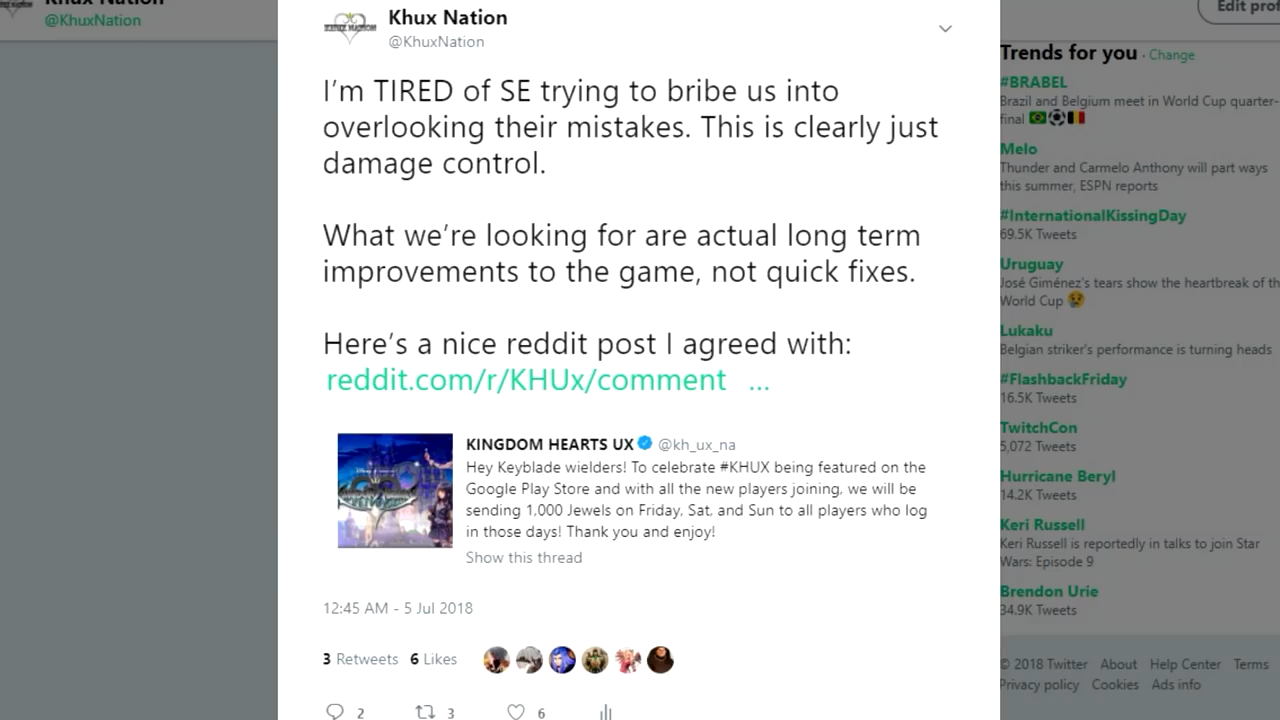 Khux Nation
@KhuxNation
Khux Nation
@KhuxNation
I'm TIRED of SE trying to bribe us into
overlooking their mistakes. This is clearly just
damage control.
What we're looking for are actual long term
improvements to the game, not quick fixes.
Here's a nice reddit post I agreed with:
reddit.com/r/KHUx/comment ...
KINGDOM HEARTS UX @kh_ux_na
Hey Keyblade wielders! To celebrate #KHUX being featured on the
Google Play Store and with all the new players joining, we will be
sending 1,000 Jewels on Friday, Sat, and Sun to all players who log
in those days! Thank you and enjoy!
Show this thread
12:45 AM - 5 Jul 2018
3 Retweets 6 Likes
2 3 6
Edit prof
Trends for you · Change
#BRABEL
Brazil and Belgium meet in World Cup quarter-
final
Melo
Thunder and Carmelo Anthony will part ways
this summer, ESPN reports
#InternationalKissingDay
69.5K Tweets
Uruguay
José Giménez's tears show the heartbreak of th
World Cup
Lukaku
Belgian striker's performance is turning heads
#FlashbackFriday
16.5K Tweets
TwitchCon
5,072 Tweets
Hurricane Beryl
14.2K Tweets
Keri Russell
Keri Russell is reportedly in talks to join Star
Wars: Episode 9
Brendon Urie
34.9K Tweets
© 2018 Twitter About Help Center Terms
Privacy policy Cookies Ads info